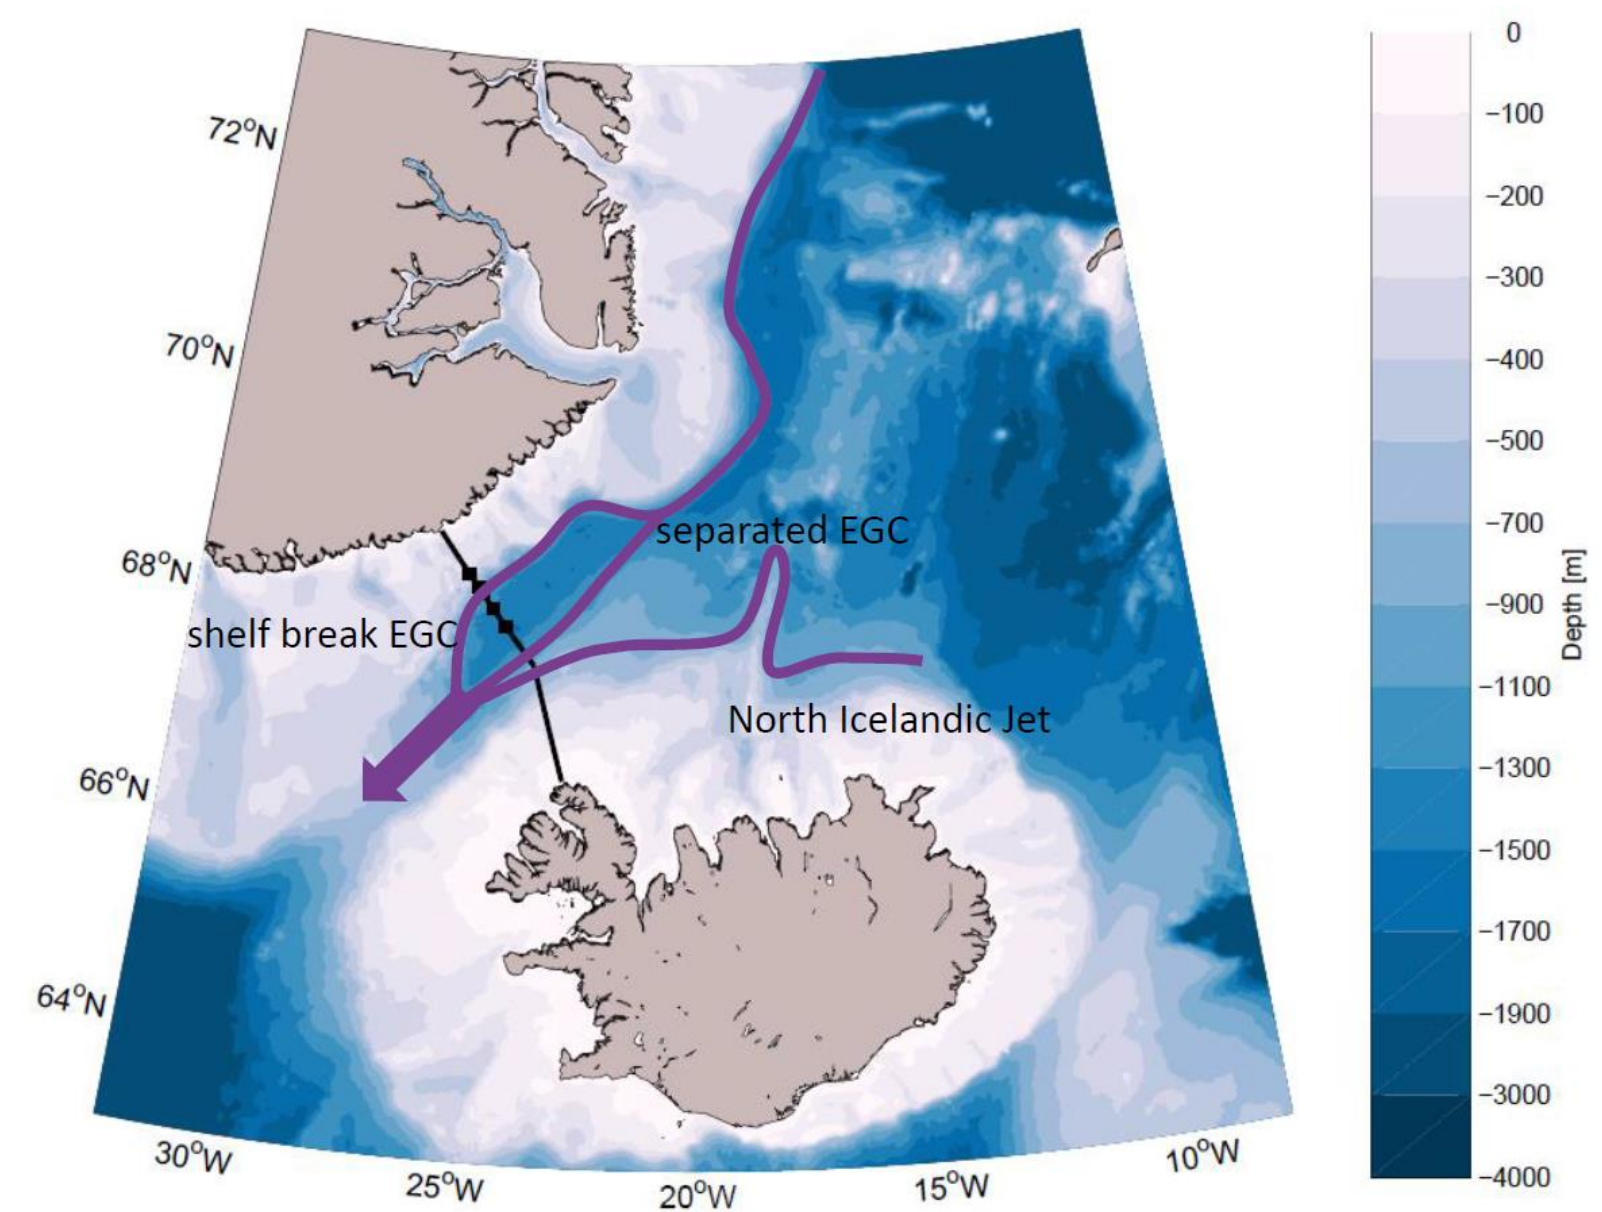 72°N
70°N
68°N
66°N
64°N
30°W
25°W
20°W
15°W
10°W
separated EGC
shelf break EGC
North Icelandic Jet
0
−100
−200
−300
−400
−500
−700
−900
−1100
−1300
−1500
−1700
−1900
−3000
−4000
Depth [m]